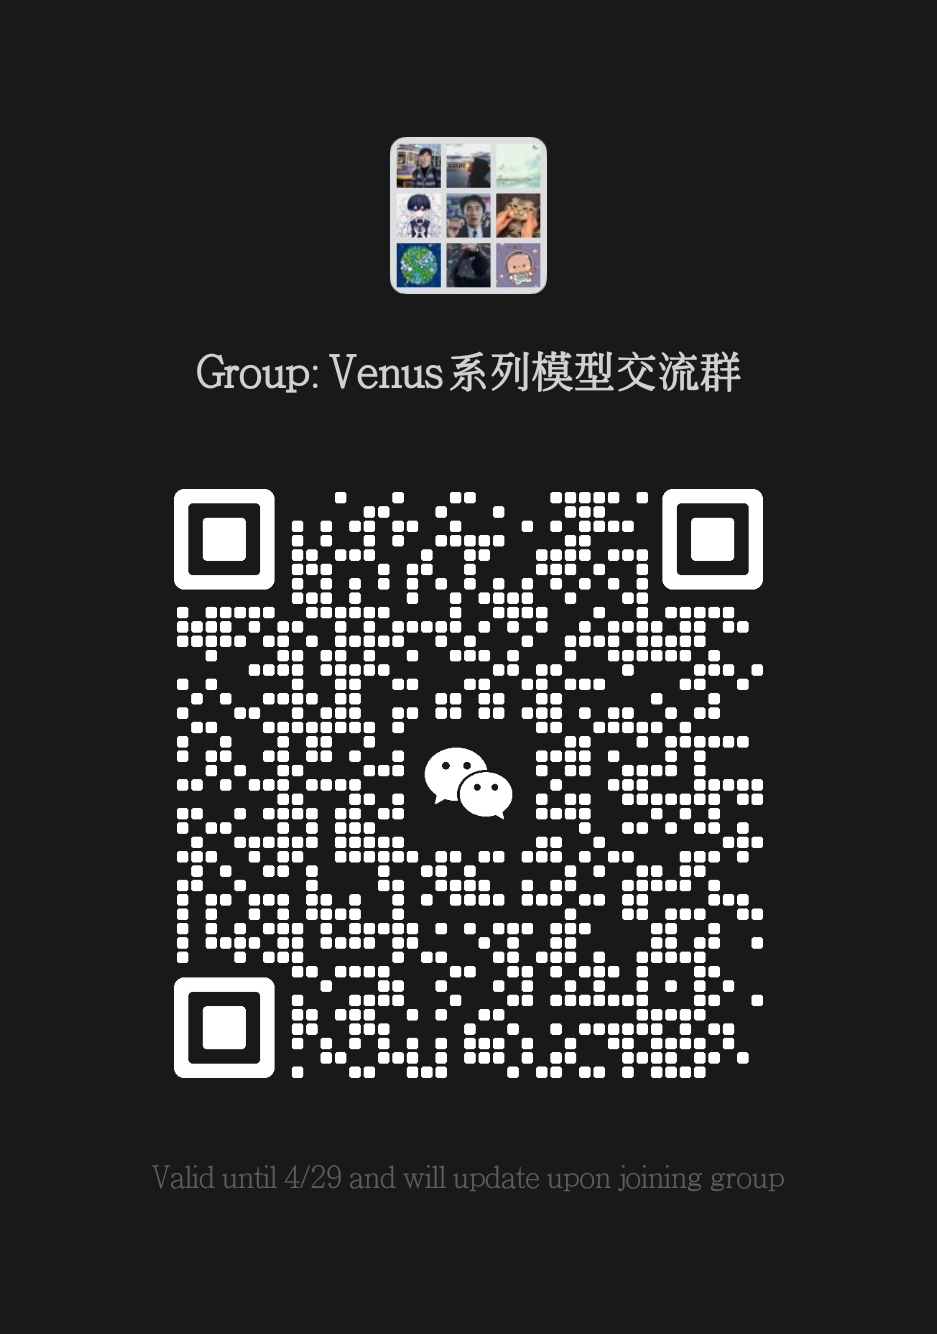 Group: Venus系列模型交流群
Valid until 4/29 and will update upon joining group